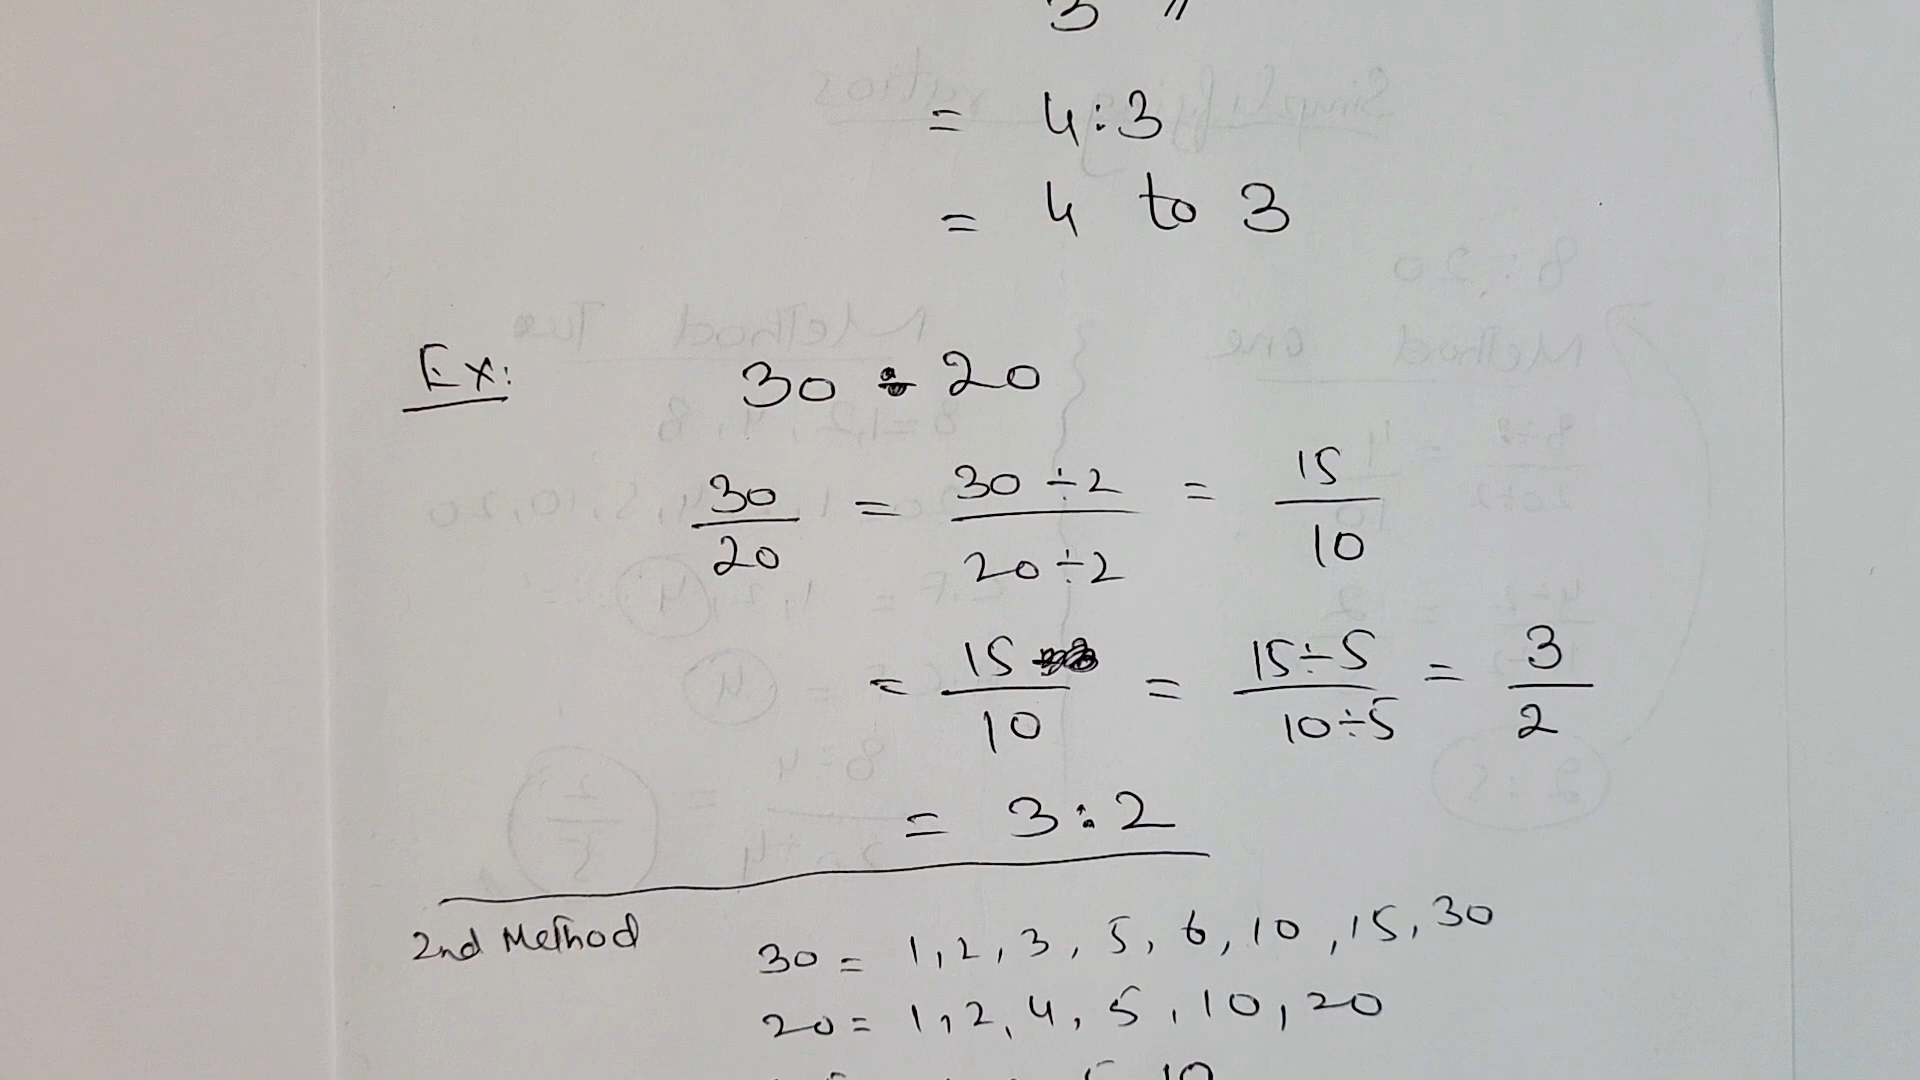 3 "
= 4:3
= 4 to 3
Ex: 30 : 20
30/20 = 30÷2/20÷2 = 15/10
= 15/10 = 15÷5/10÷5 = 3/2
= 3:2
2nd Method 30 = 1,2,3,5,6,10,15,30
20 = 1,2,4,5,10,20